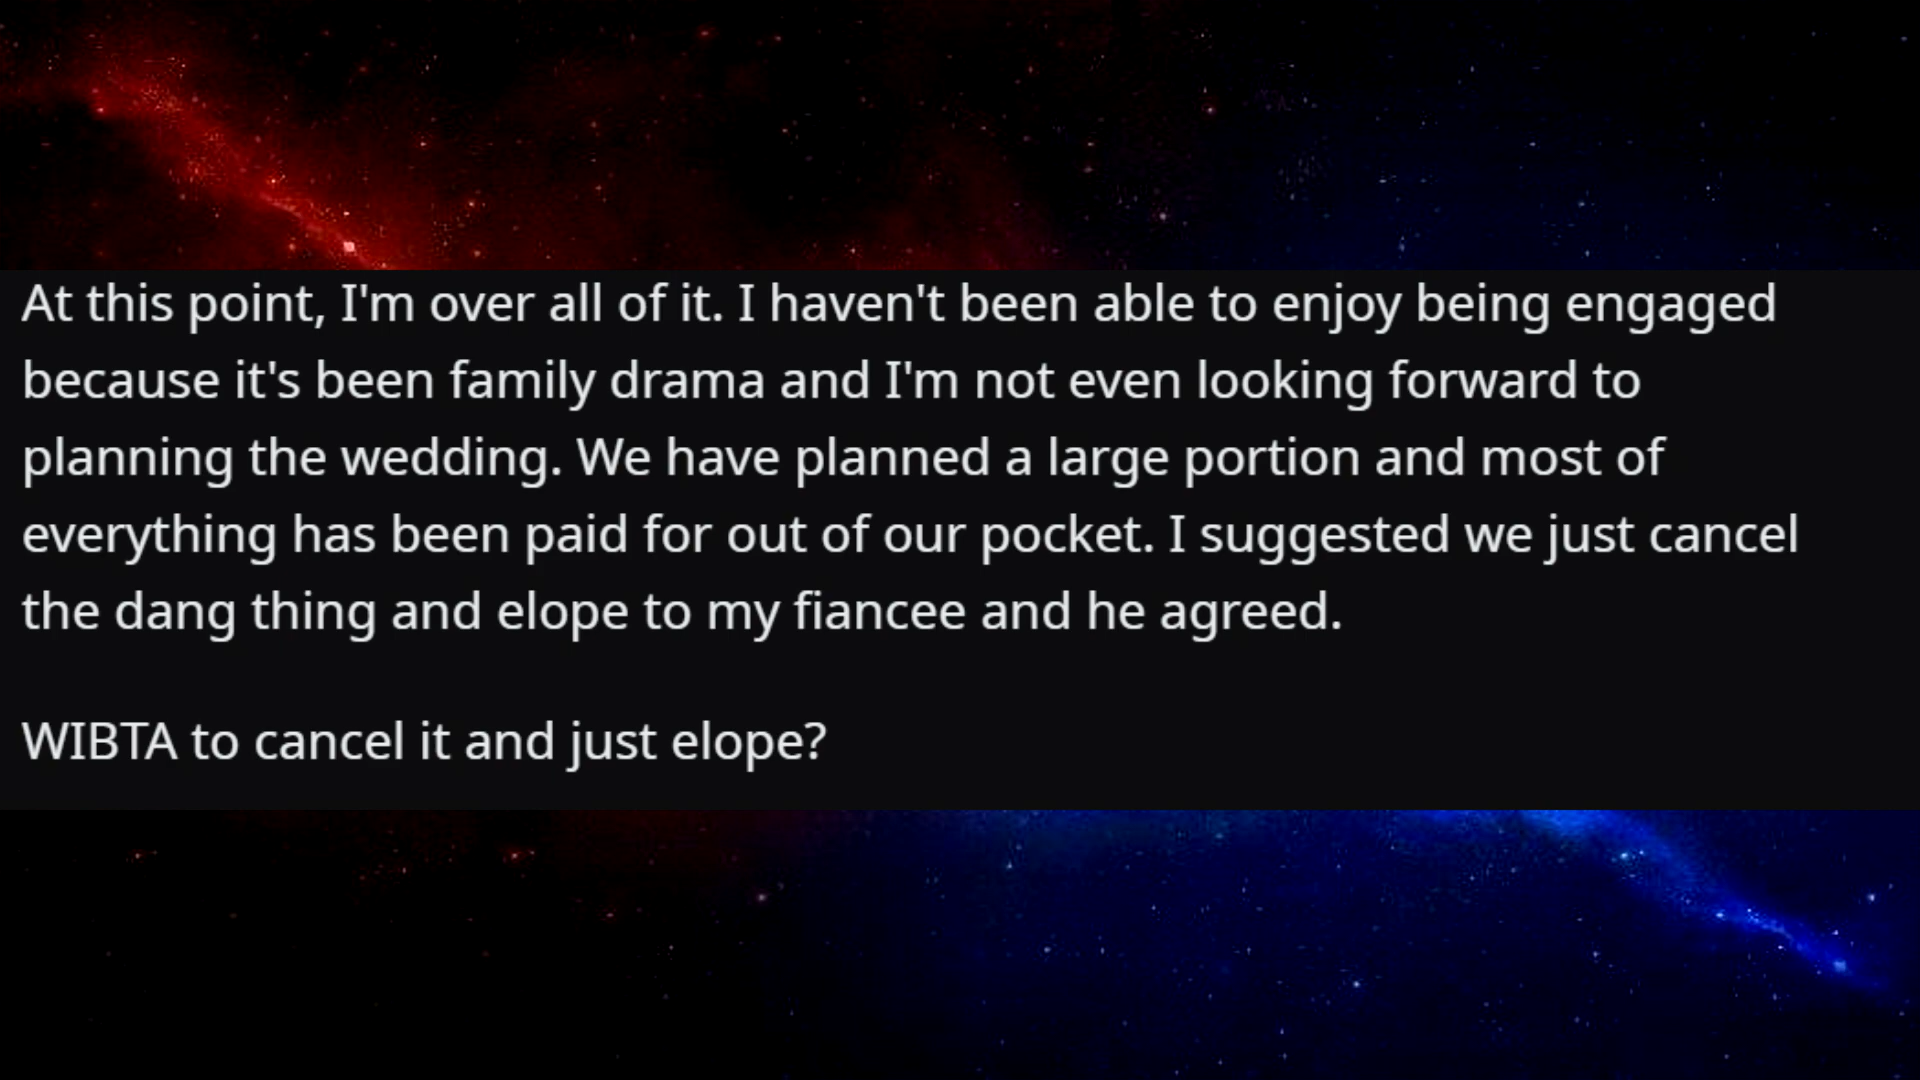 At this point, I'm over all of it. I haven't been able to enjoy being engaged
because it's been family drama and I'm not even looking forward to
planning the wedding. We have planned a large portion and most of
everything has been paid for out of our pocket. I suggested we just cancel
the dang thing and elope to my fiancee and he agreed.
WIBTA to cancel it and just elope?